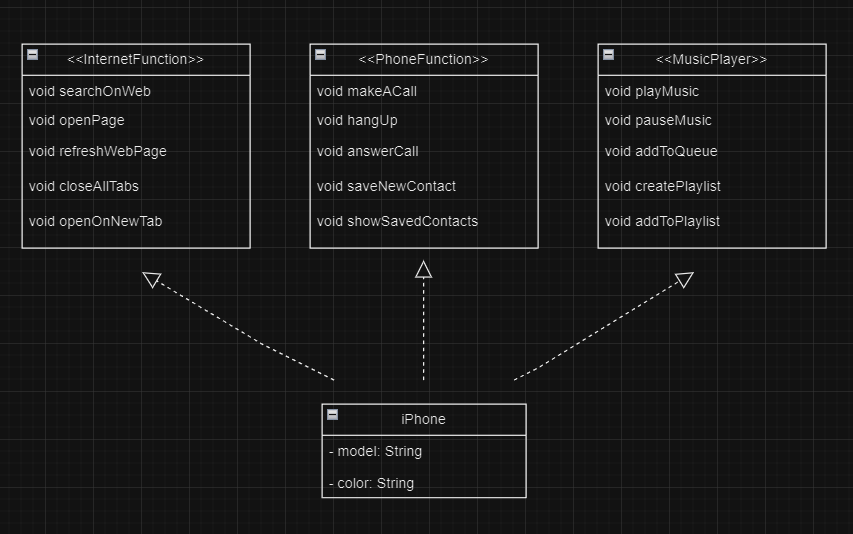 <<InternetFunction>>
void searchOnWeb
void openPage
void refreshWebPage
void closeAllTabs
void openOnNewTab
<<PhoneFunction>>
void makeACall
void hangUp
void answerCall
void saveNewContact
void showSavedContacts
<<MusicPlayer>>
void playMusic
void pauseMusic
void addToQueue
void createPlaylist
void addToPlaylist
iPhone
- model: String
- color: String